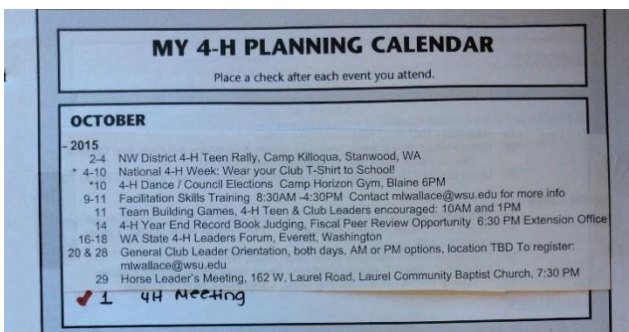 MY 4-H PLANNING CALENDAR
Place a check after each event you attend.
OCTOBER
- 2015
2-4 NW District 4-H Teen Rally, Camp Killoqua, Stanwood, WA
* 4-10 National 4-H Week: Wear your Club T-Shirt to School!
*10 4-H Dance / Council Elections Camp Horizon Gym, Blaine 6PM
9-11 Facilitation Skills Training 8:30AM -4:30PM Contact mlwallace@wsu.edu for more info
11 Team Building Games, 4-H Teen & Club Leaders encouraged: 10AM and 1PM
14 4-H Year End Record Book Judging, Fiscal Peer Review Opportunity 6:30 PM Extension Office
16-18 WA State 4-H Leaders Forum, Everett, Washington
20 & 28 General Club Leader Orientation, both days, AM or PM options, location TBD To register:
mlwallace@wsu.edu
29 Horse Leader's Meeting, 162 W. Laurel Road, Laurel Community Baptist Church, 7:30 PM
✓ 1 4H Meeting